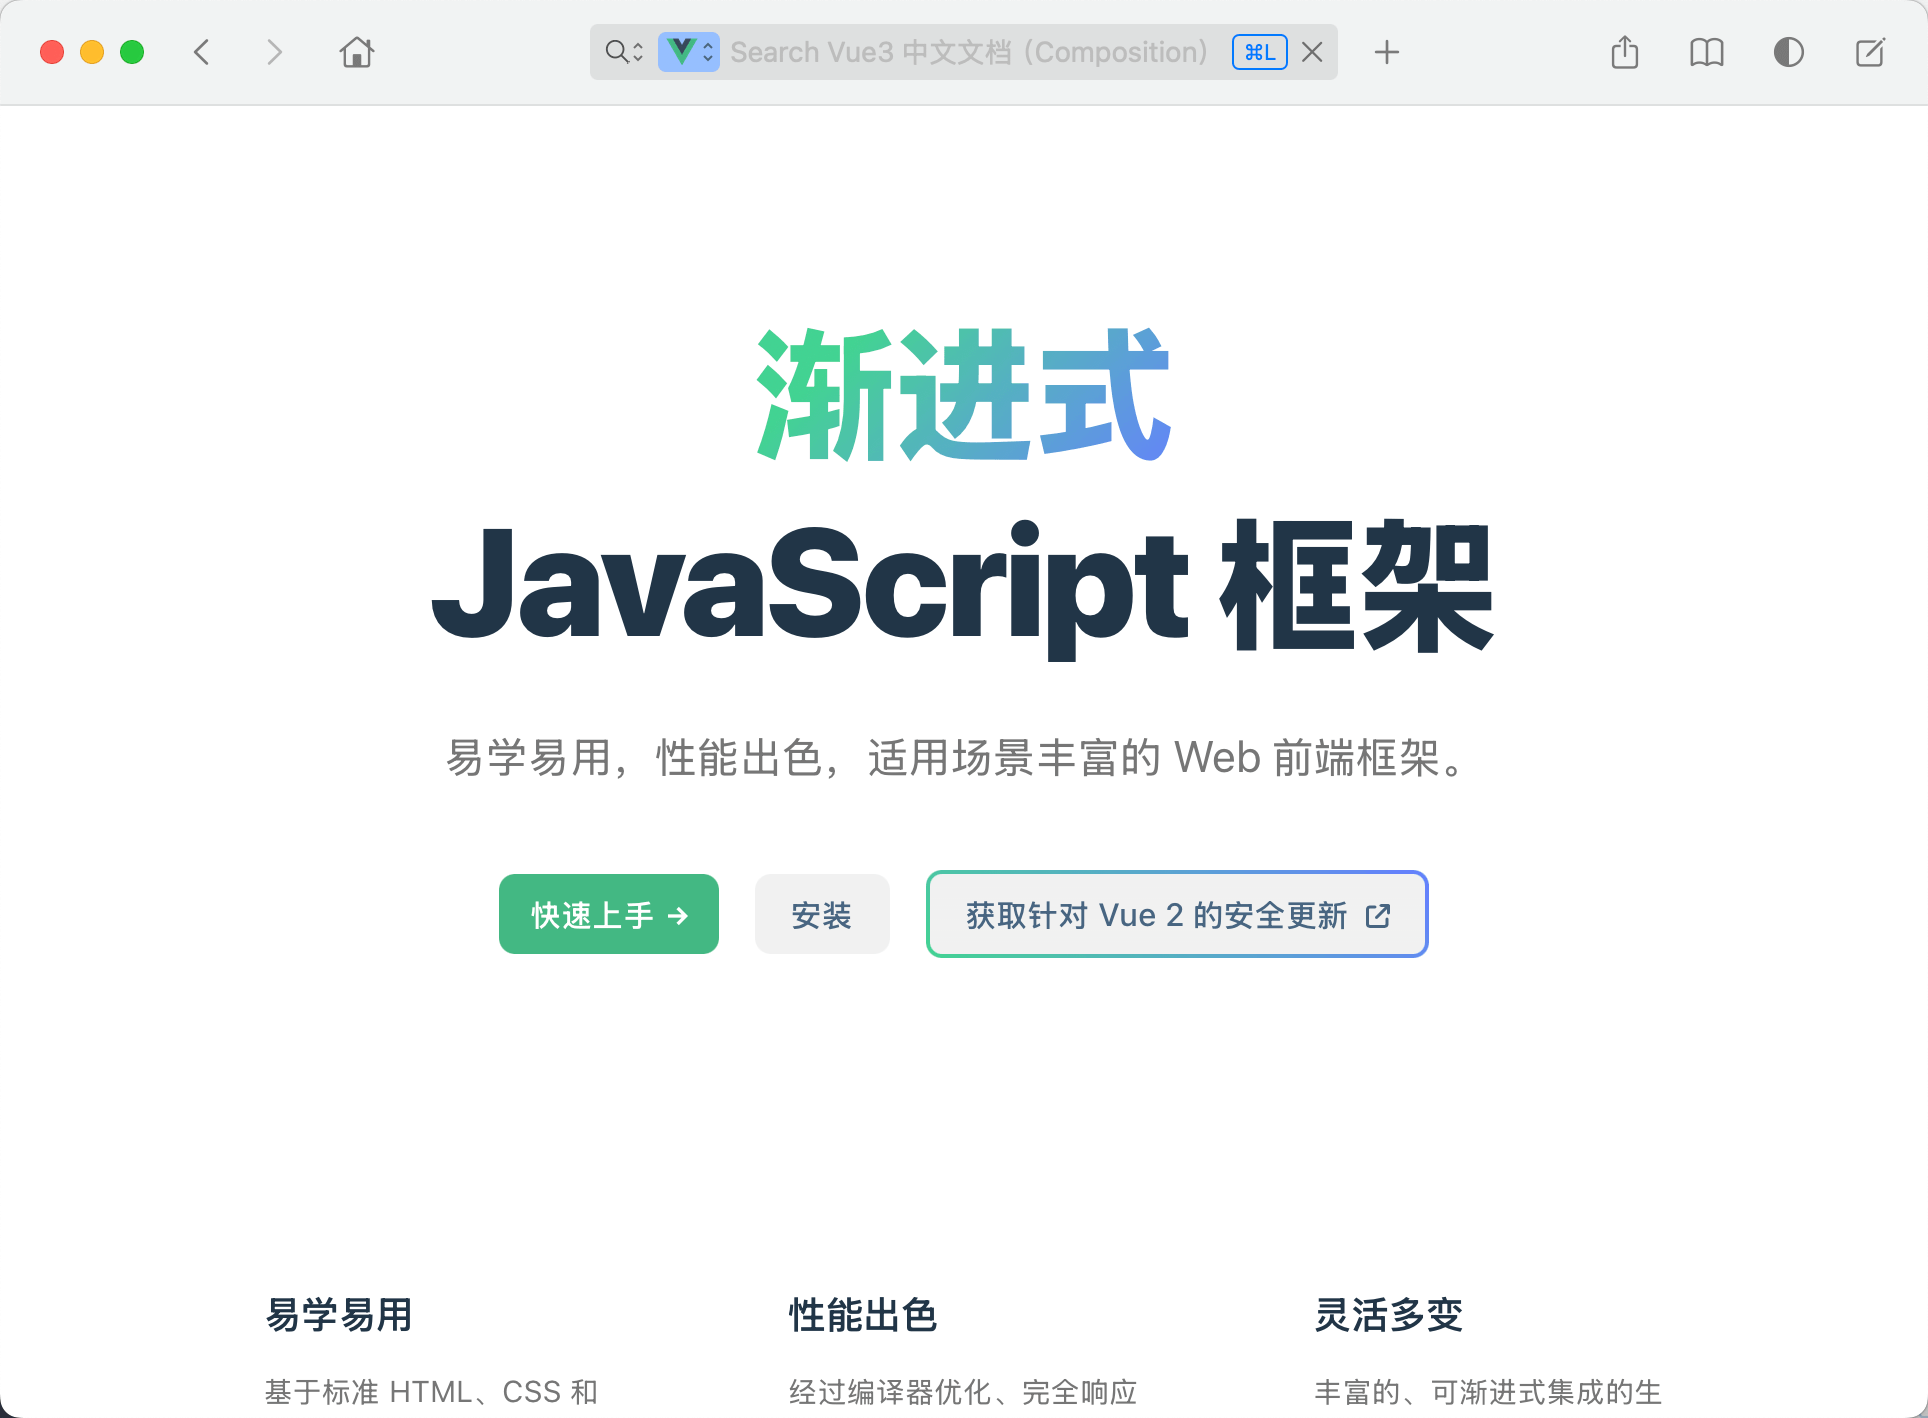 Search Vue3 中文文档（Composition） ⌘L
渐进式
JavaScript 框架
易学易用，性能出色，适用场景丰富的 Web 前端框架。
快速上手 →
安装
获取针对 Vue 2 的安全更新
易学易用
性能出色
灵活多变
基于标准 HTML、CSS 和
经过编译器优化、完全响应
丰富的、可渐进式集成的生